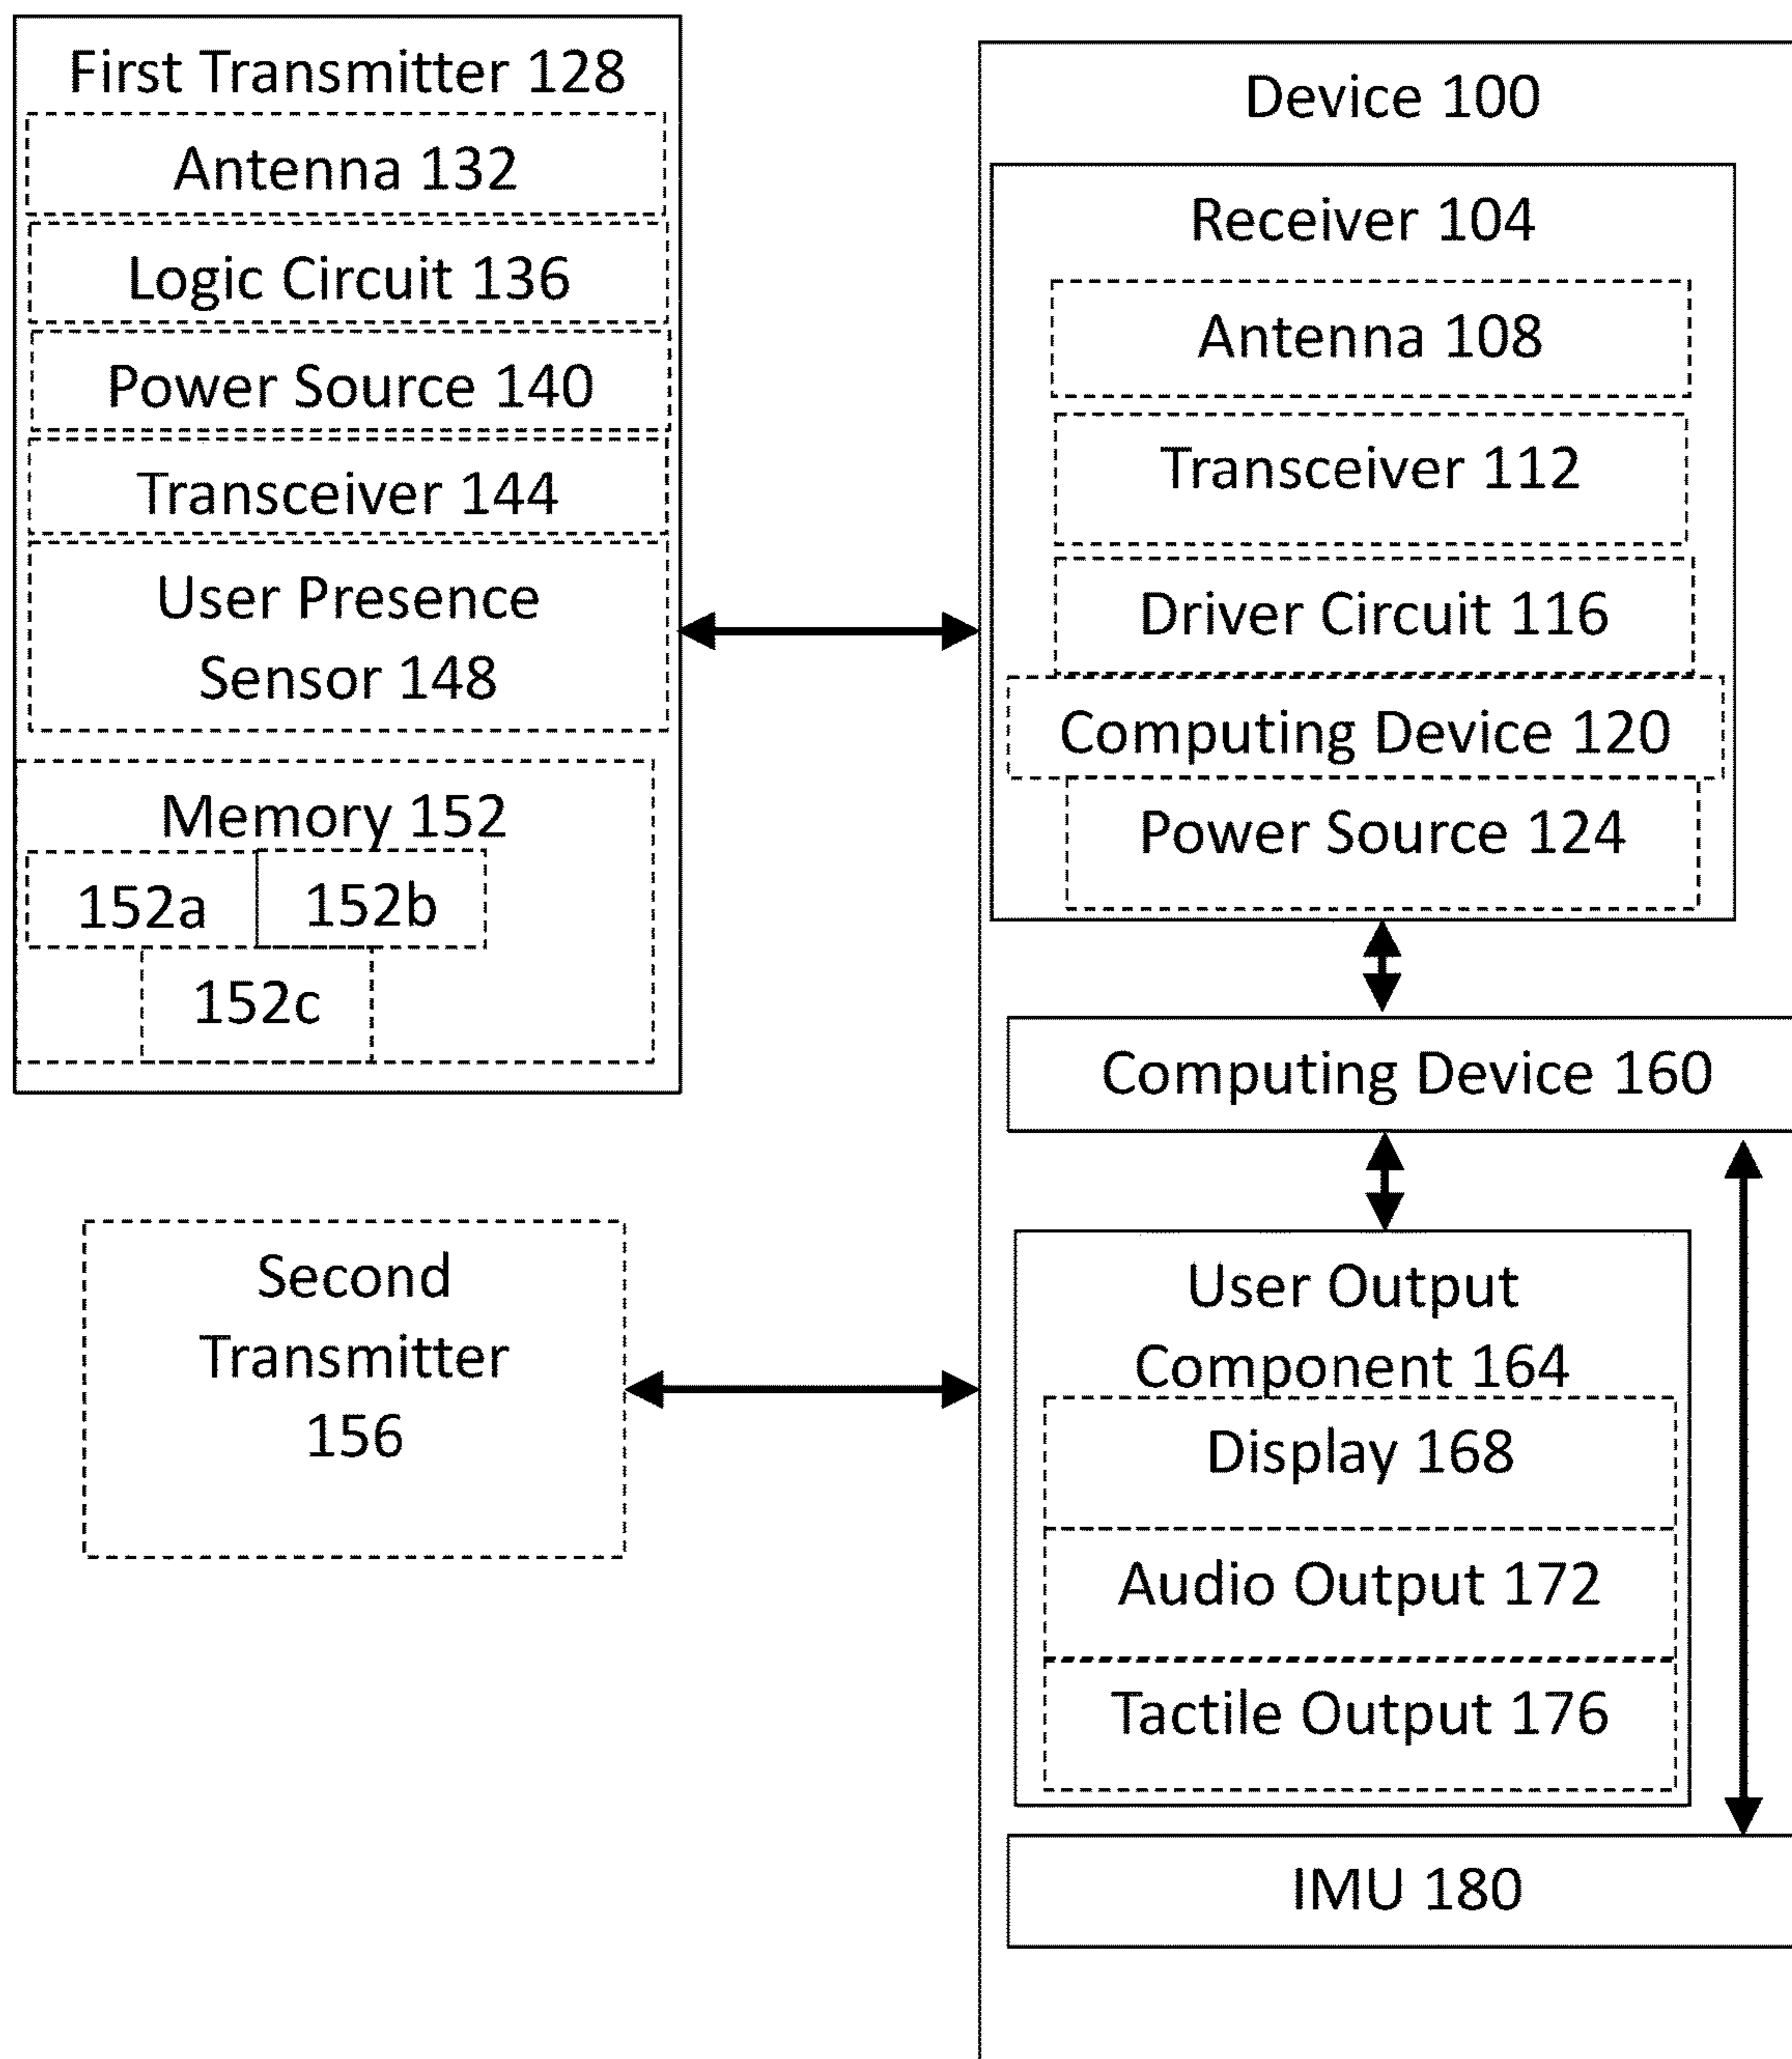 First Transmitter 128
Antenna 132
Logic Circuit 136
Power Source 140
Transceiver 144
User Presence
Sensor 148
Memory 152
152a
152b
152c
Second
Transmitter
156
Device 100
Receiver 104
Antenna 108
Transceiver 112
Driver Circuit 116
Computing Device 120
Power Source 124
Computing Device 160
User Output
Component 164
Display 168
Audio Output 172
Tactile Output 176
IMU 180